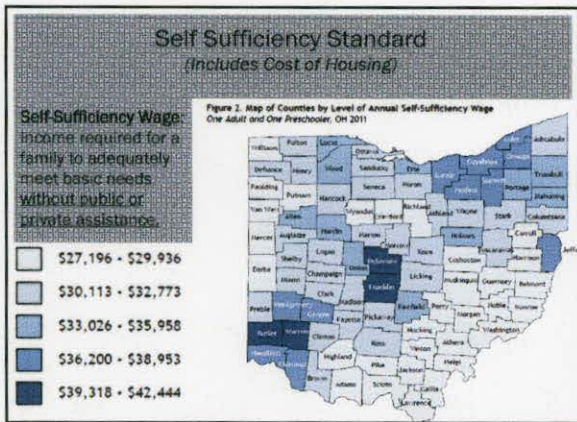 Self Sufficiency Standard
(Includes Cost of Housing)
Self-Sufficiency Wage:
Income required for a
family to adequately
meet basic needs
without public or
private assistance.
Figure 2. Map of Counties by Level of Annual Self-Sufficiency Wage
One Adult and One Preschooler, OH 2011
$27,196 - $29,936
$30,113 - $32,773
$33,026 - $35,958
$36,200 - $38,953
$39,318 - $42,444
Williams
Fulton
Lucas
Ottawa
Lake
Ashtabula
Cuyahoga
Geauga
Defiance
Henry
Wood
Sandusky
Erie
Lorain
Trumbull
Paulding
Putnam
Hancock
Seneca
Huron
Medina
Summit
Portage
Mahoning
Van Wert
Allen
Wyandot
Crawford
Richland
Ashland
Wayne
Stark
Columbiana
Mercer
Auglaize
Hardin
Marion
Holmes
Carroll
Shelby
Logan
Union
Delaware
Knox
Coshocton
Tuscarawas
Harrison
Jeff
Darke
Miami
Champaign
Clark
Franklin
Licking
Muskingum
Guernsey
Belmont
Preble
Montgomery
Greene
Madison
Fayette
Pickaway
Fairfield
Perry
Morgan
Noble
Monroe
Butler
Warren
Clinton
Ross
Hocking
Washington
Hamilton
Clermont
Highland
Vinton
Athens
Meigs
Brown
Adams
Pike
Scioto
Jackson
Gallia
Lawrence